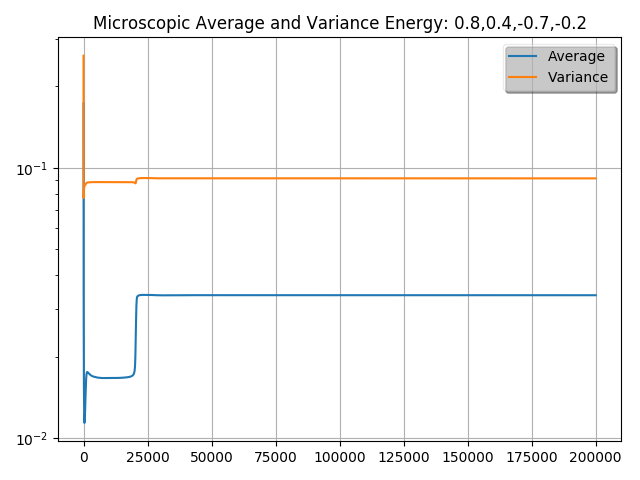 Microscopic Average and Variance Energy: 0.8,0.4,-0.7,-0.2
Average
Variance
10⁻¹
10⁻²
0 25000 50000 75000 100000 125000 150000 175000 200000